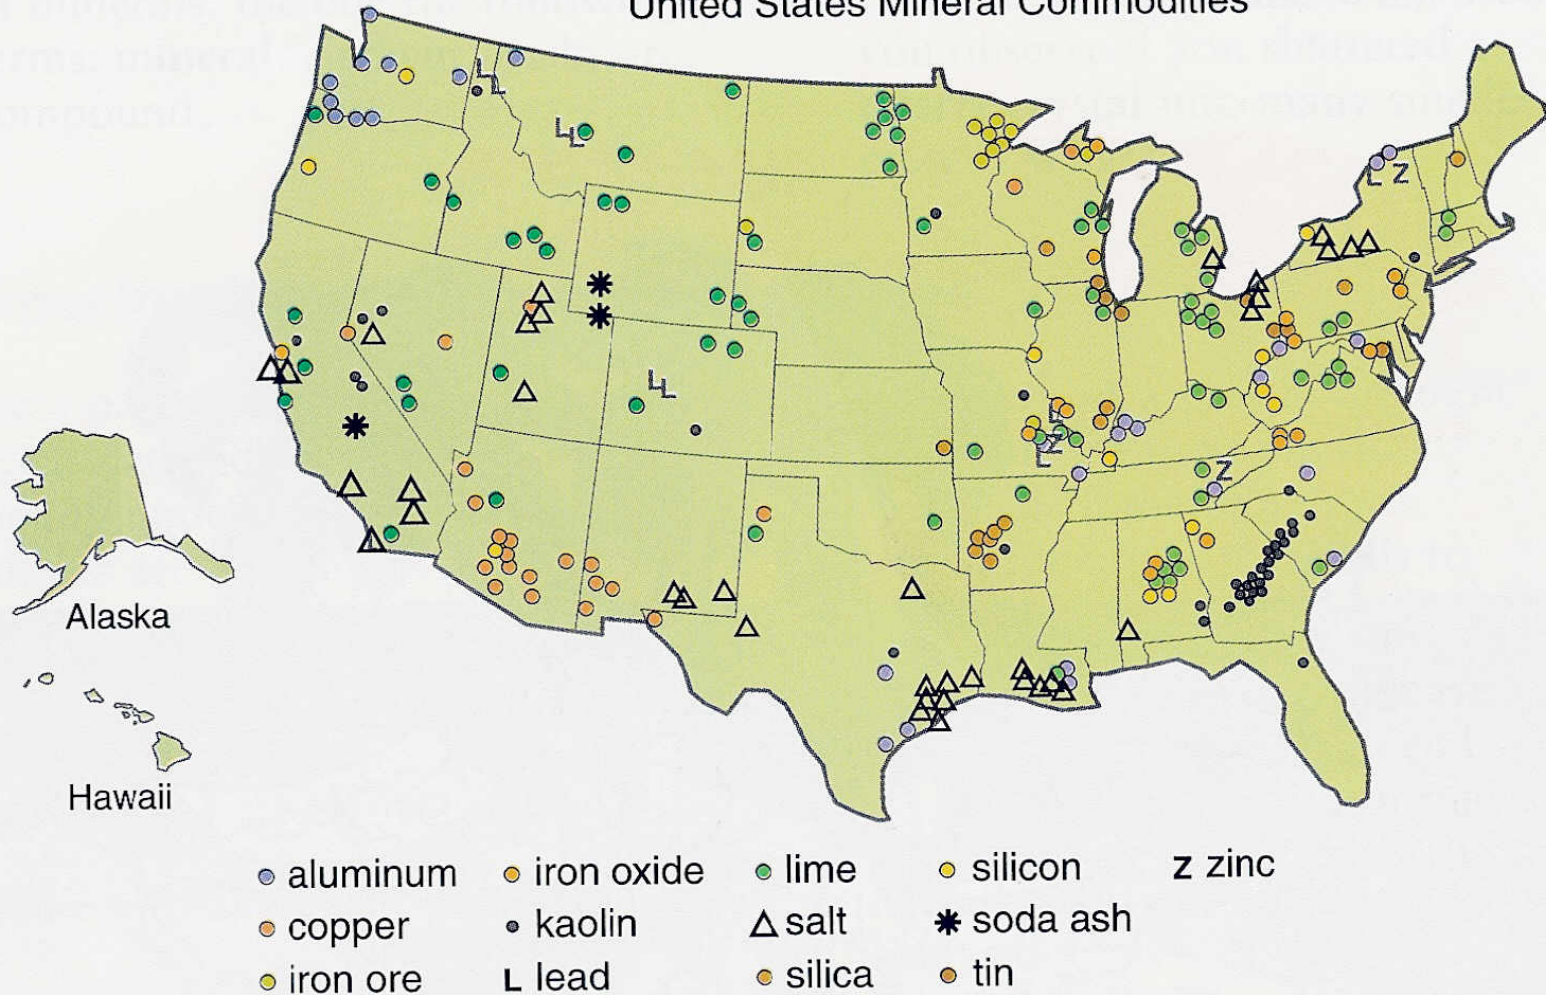 United States Mineral Commodities
L
L
L
L
L Z
L
L
L
Z
L
Z
Alaska
Hawaii
aluminum
iron oxide
lime
silicon
Z zinc
copper
kaolin
salt
soda ash
iron ore
L lead
silica
tin